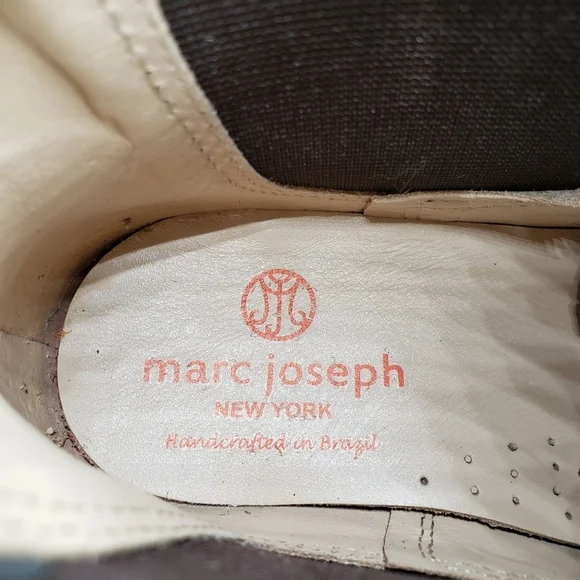 marc joseph
NEW YORK
Handcrafted in Brazil